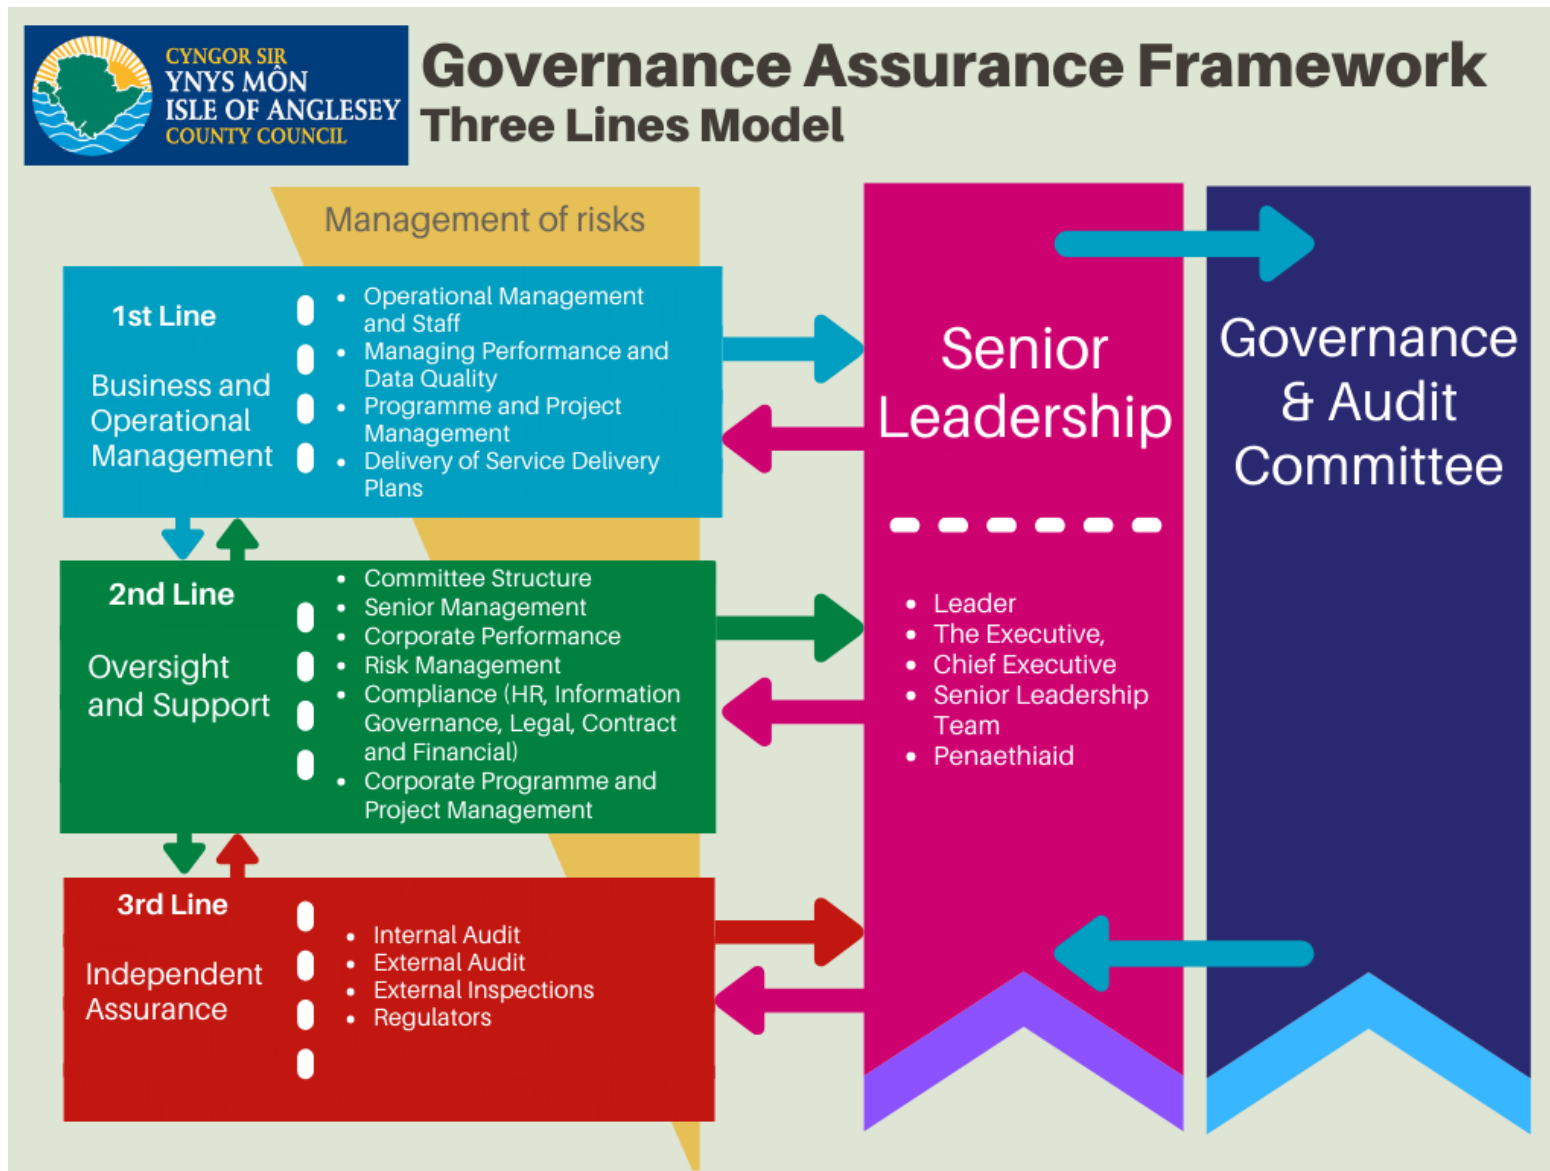 CYNGOR SIR
YNYS MÔN
ISLE OF ANGLESEY
COUNTY COUNCIL
Governance Assurance Framework
Three Lines Model
Management of risks
1st Line
Business and
Operational
Management
• Operational Management
and Staff
• Managing Performance and
Data Quality
• Programme and Project
Management
• Delivery of Service Delivery
Plans
2nd Line
Oversight
and Support
• Committee Structure
• Senior Management
• Corporate Performance
• Risk Management
• Compliance (HR, Information
Governance, Legal, Contract
and Financial)
• Corporate Programme and
Project Management
3rd Line
Independent
Assurance
• Internal Audit
• External Audit
• External Inspections
• Regulators
Senior
Leadership
• Leader
• The Executive,
• Chief Executive
• Senior Leadership
Team
• Penaethiaid
Governance
& Audit
Committee